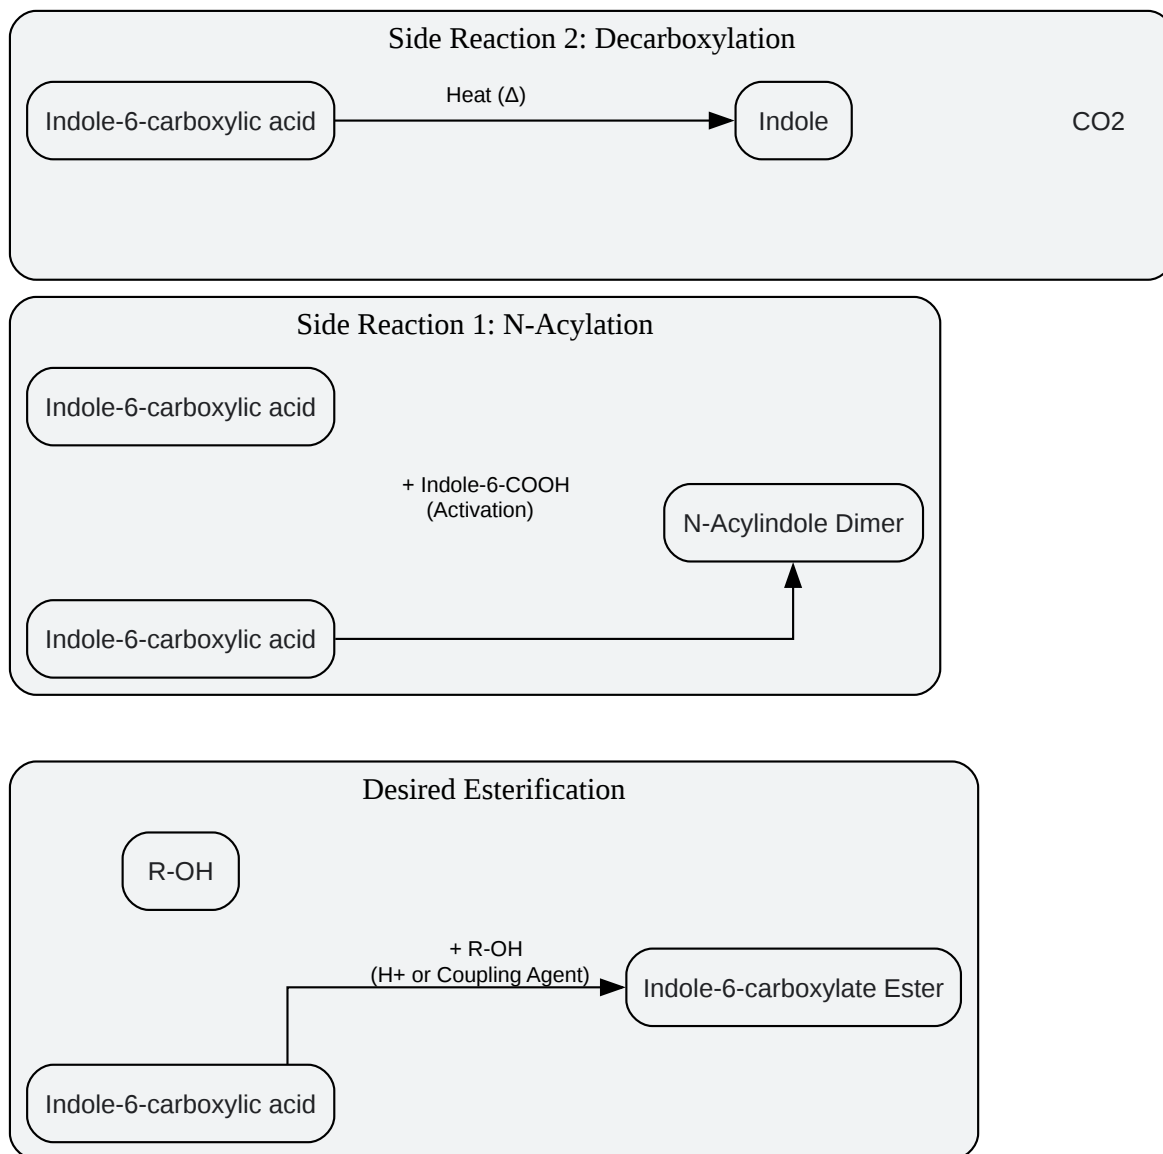 Side Reaction 2: Decarboxylation
Heat (Δ)
Indole-6-carboxylic acid
Indole
CO2
Side Reaction 1: N-Acylation
Indole-6-carboxylic acid
+ Indole-6-COOH
(Activation)
N-Acylindole Dimer
Indole-6-carboxylic acid
Desired Esterification
R-OH
+ R-OH
(H+ or Coupling Agent)
Indole-6-carboxylate Ester
Indole-6-carboxylic acid